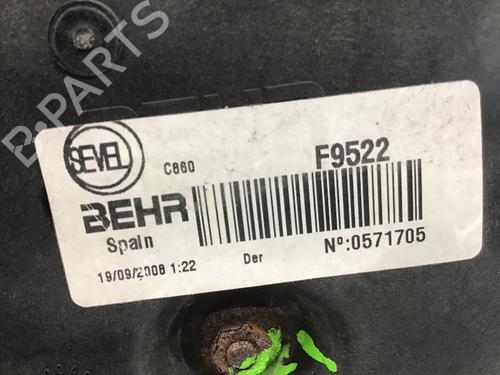 B-PARTS
SEVEL
C860
F9522
BEHR
Spain
Nº:0571705
19/09/2008 1:22
Der